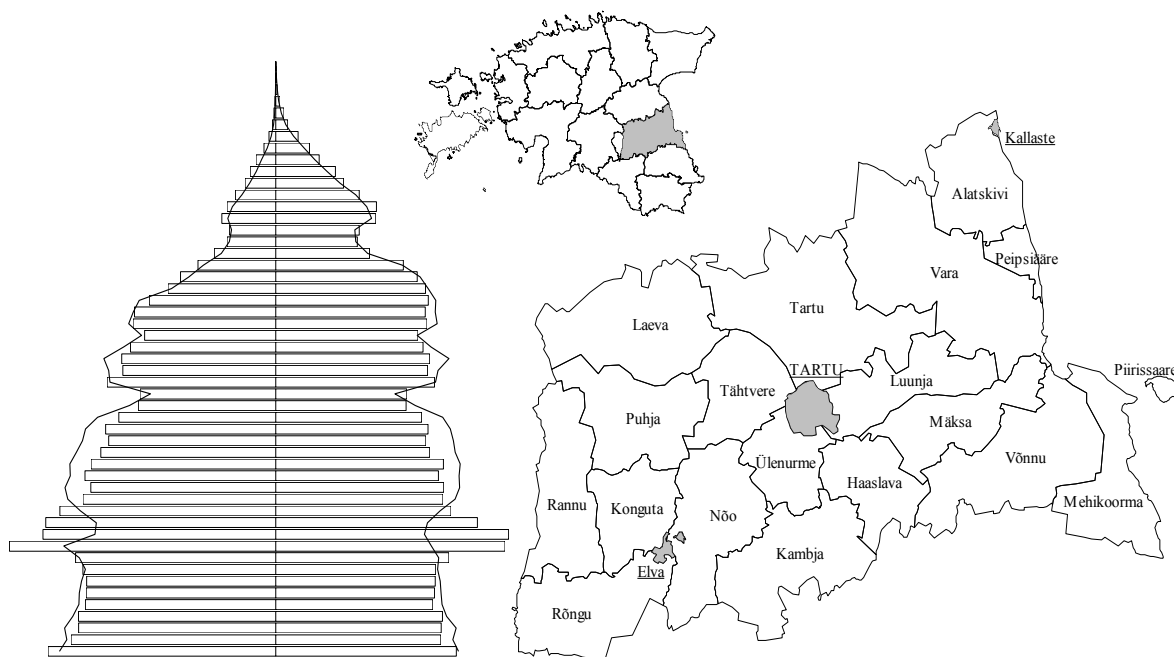 Kallaste
Alatskivi
Peipsiääre
Vara
Tartu
Laeva
TARTU
Piirissaare
Luunja
Tähtvere
Puhja
Mäksa
Võnnu
Ülenurme
Haaslava
Mehikoorma
Rannu
Konguta
Nõo
Kambja
Elva
Rõngu